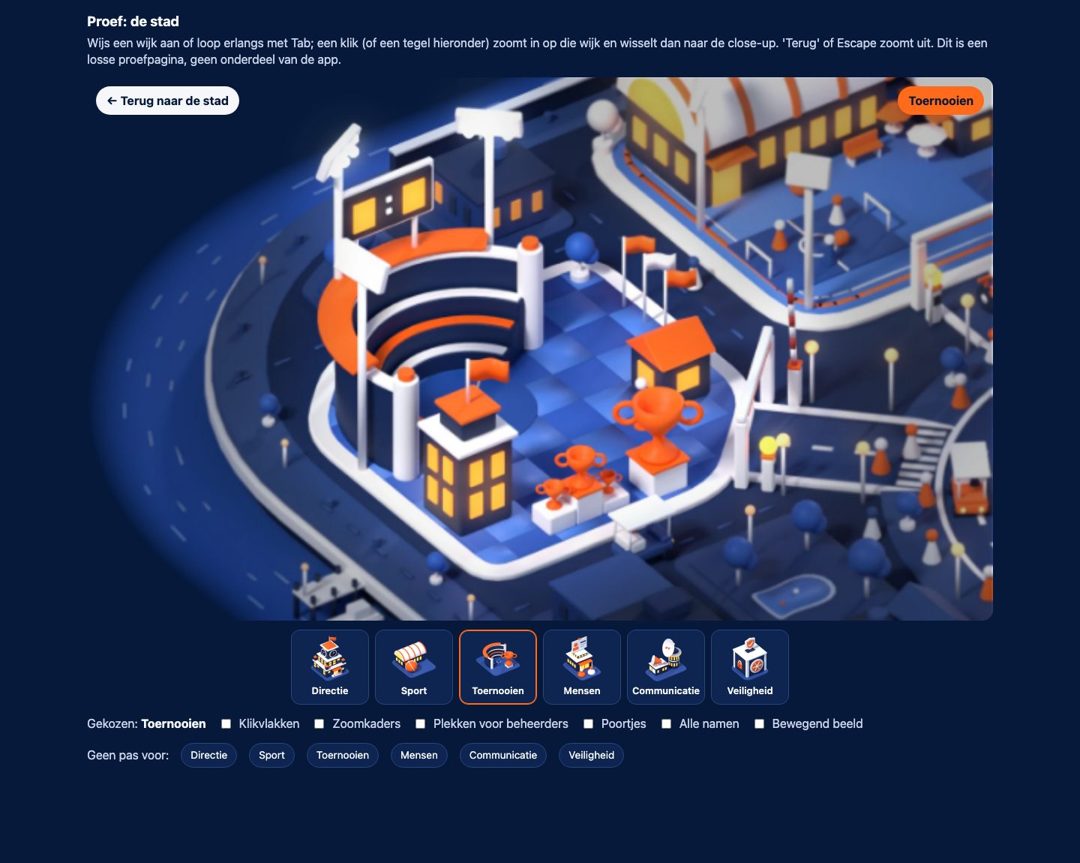 Proef: de stad
Wijs een wijk aan of loop erlangs met Tab; een klik (of een tegel hieronder) zoomt in op die wijk en wisselt dan naar de close-up. 'Terug' of Escape zoomt uit. Dit is een
losse proefpagina, geen onderdeel van de app.
← Terug naar de stad
Toernooien
Directie
Sport
Toernooien
Mensen
Communicatie
Veiligheid
Gekozen: Toernooien Klikvlakken Zoomkaders Plekken voor beheerders Poortjes Alle namen Bewegend beeld
Geen pas voor: Directie Sport Toernooien Mensen Communicatie Veiligheid